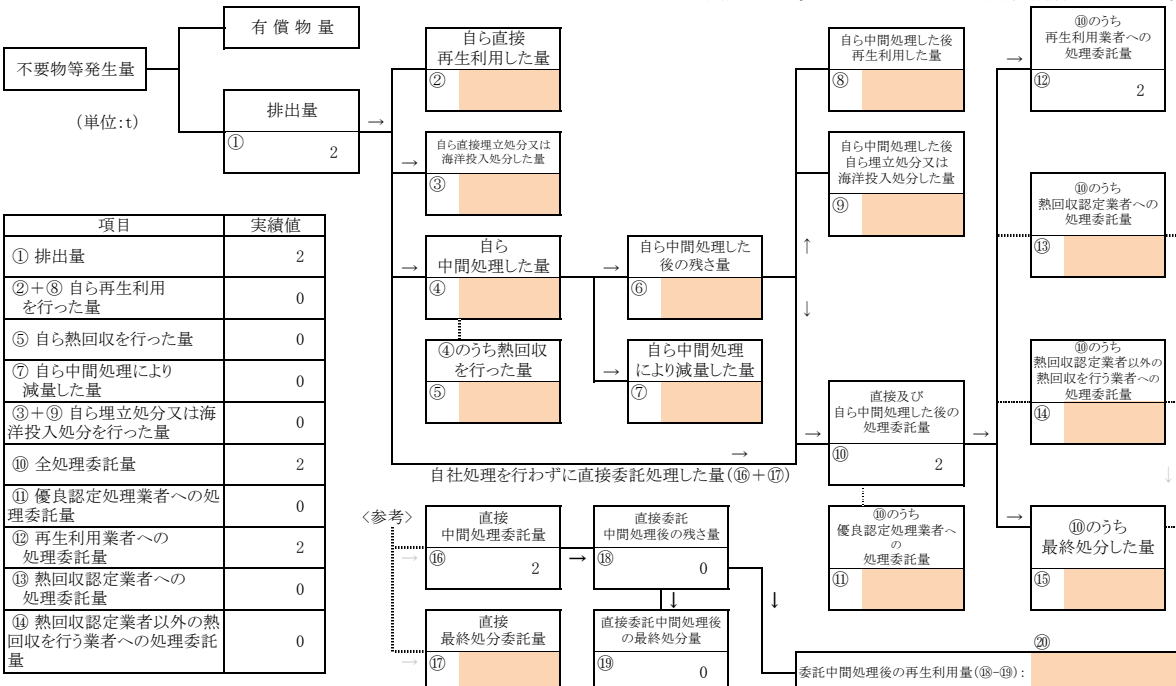 不要物等発生量
(単位:t)
有 償 物 量
排出量
①
2
→
自ら直接
再生利用した量
②
→
自ら直接埋立処分又は
海洋投入処分した量
③
→
自ら
中間処理した量
④
④のうち熱回収
を行った量
⑤
→
自ら中間処理した
後の残さ量
⑥
→
自ら中間処理
により減量した量
⑦
自ら中間処理した後
再生利用した量
⑧
自ら中間処理した後
自ら埋立処分又は
海洋投入処分した量
⑨
↑
↓
→
自社処理を行わずに直接委託処理した量(⑯+⑰)
→
直接及び
自ら中間処理した後の
処理委託量
⑩
2
→
⑩のうち
優良認定処理業者へ
の
処理委託量
⑪
→
⑩のうち
再生利用業者への
処理委託量
⑫
2
⑩のうち
熱回収認定業者への
処理委託量
⑬
⑩のうち
熱回収認定業者以外の
熱回収を行う業者への
処理委託量
⑭
↓
→
⑩のうち
最終処分した量
⑮
項目 実績値
① 排出量 2
②+⑧ 自ら再生利用
を行った量 0
⑤ 自ら熱回収を行った量 0
⑦ 自ら中間処理により
減量した量 0
③+⑨ 自ら埋立処分又は海
洋投入処分を行った量 0
⑩ 全処理委託量 2
⑪ 優良認定処理業者への処
理委託量 0
⑫ 再生利用業者への
処理委託量 2
⑬ 熱回収認定業者への
処理委託量 0
⑭ 熱回収認定業者以外の熱
回収を行う業者への処理委託
量 0
<参考>
→
直接
中間処理委託量
⑯
2
→
直接委託
中間処理後の残さ量
⑱
0
↓
↓
→
直接
最終処分委託量
⑰
直接委託中間処理後
の最終処分量
⑲
0
⑳
委託中間処理後の再生利用量(⑱-⑲):